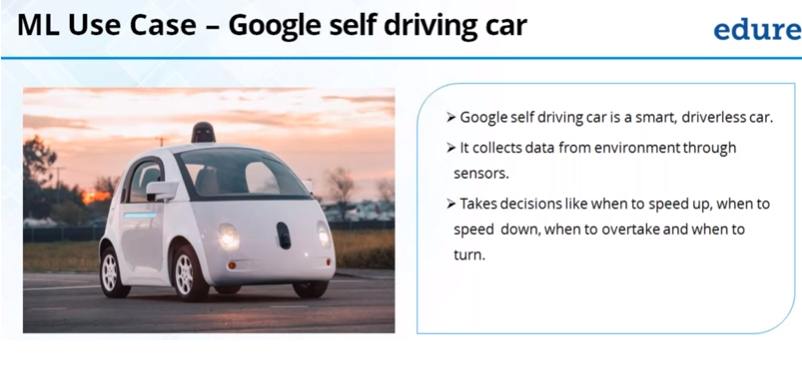 ML Use Case – Google self driving car
edure
➢ Google self driving car is a smart, driverless car.
➢ It collects data from environment through
sensors.
➢ Takes decisions like when to speed up, when to
speed down, when to overtake and when to
turn.